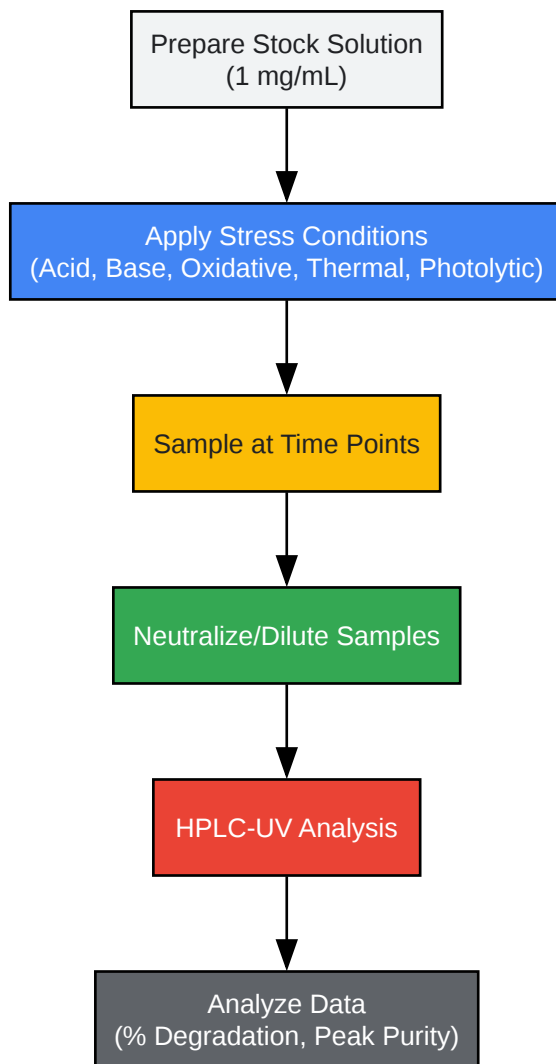 Prepare Stock Solution
(1 mg/mL)
Apply Stress Conditions
(Acid, Base, Oxidative, Thermal, Photolytic)
Sample at Time Points
Neutralize/Dilute Samples
HPLC-UV Analysis
Analyze Data
(% Degradation, Peak Purity)